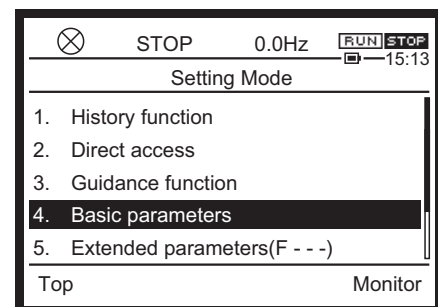 STOP 0.0Hz RUN STOP
15:13
Setting Mode
1. History function
2. Direct access
3. Guidance function
4. Basic parameters
5. Extended parameters(F - - -)
Top Monitor